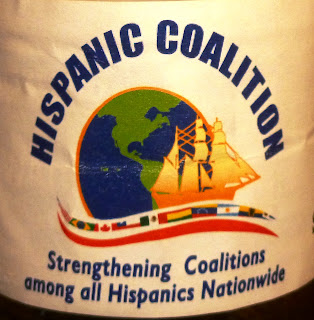 HISPANIC COALITION
Strengthening Coalitions
among all Hispanics Nationwide